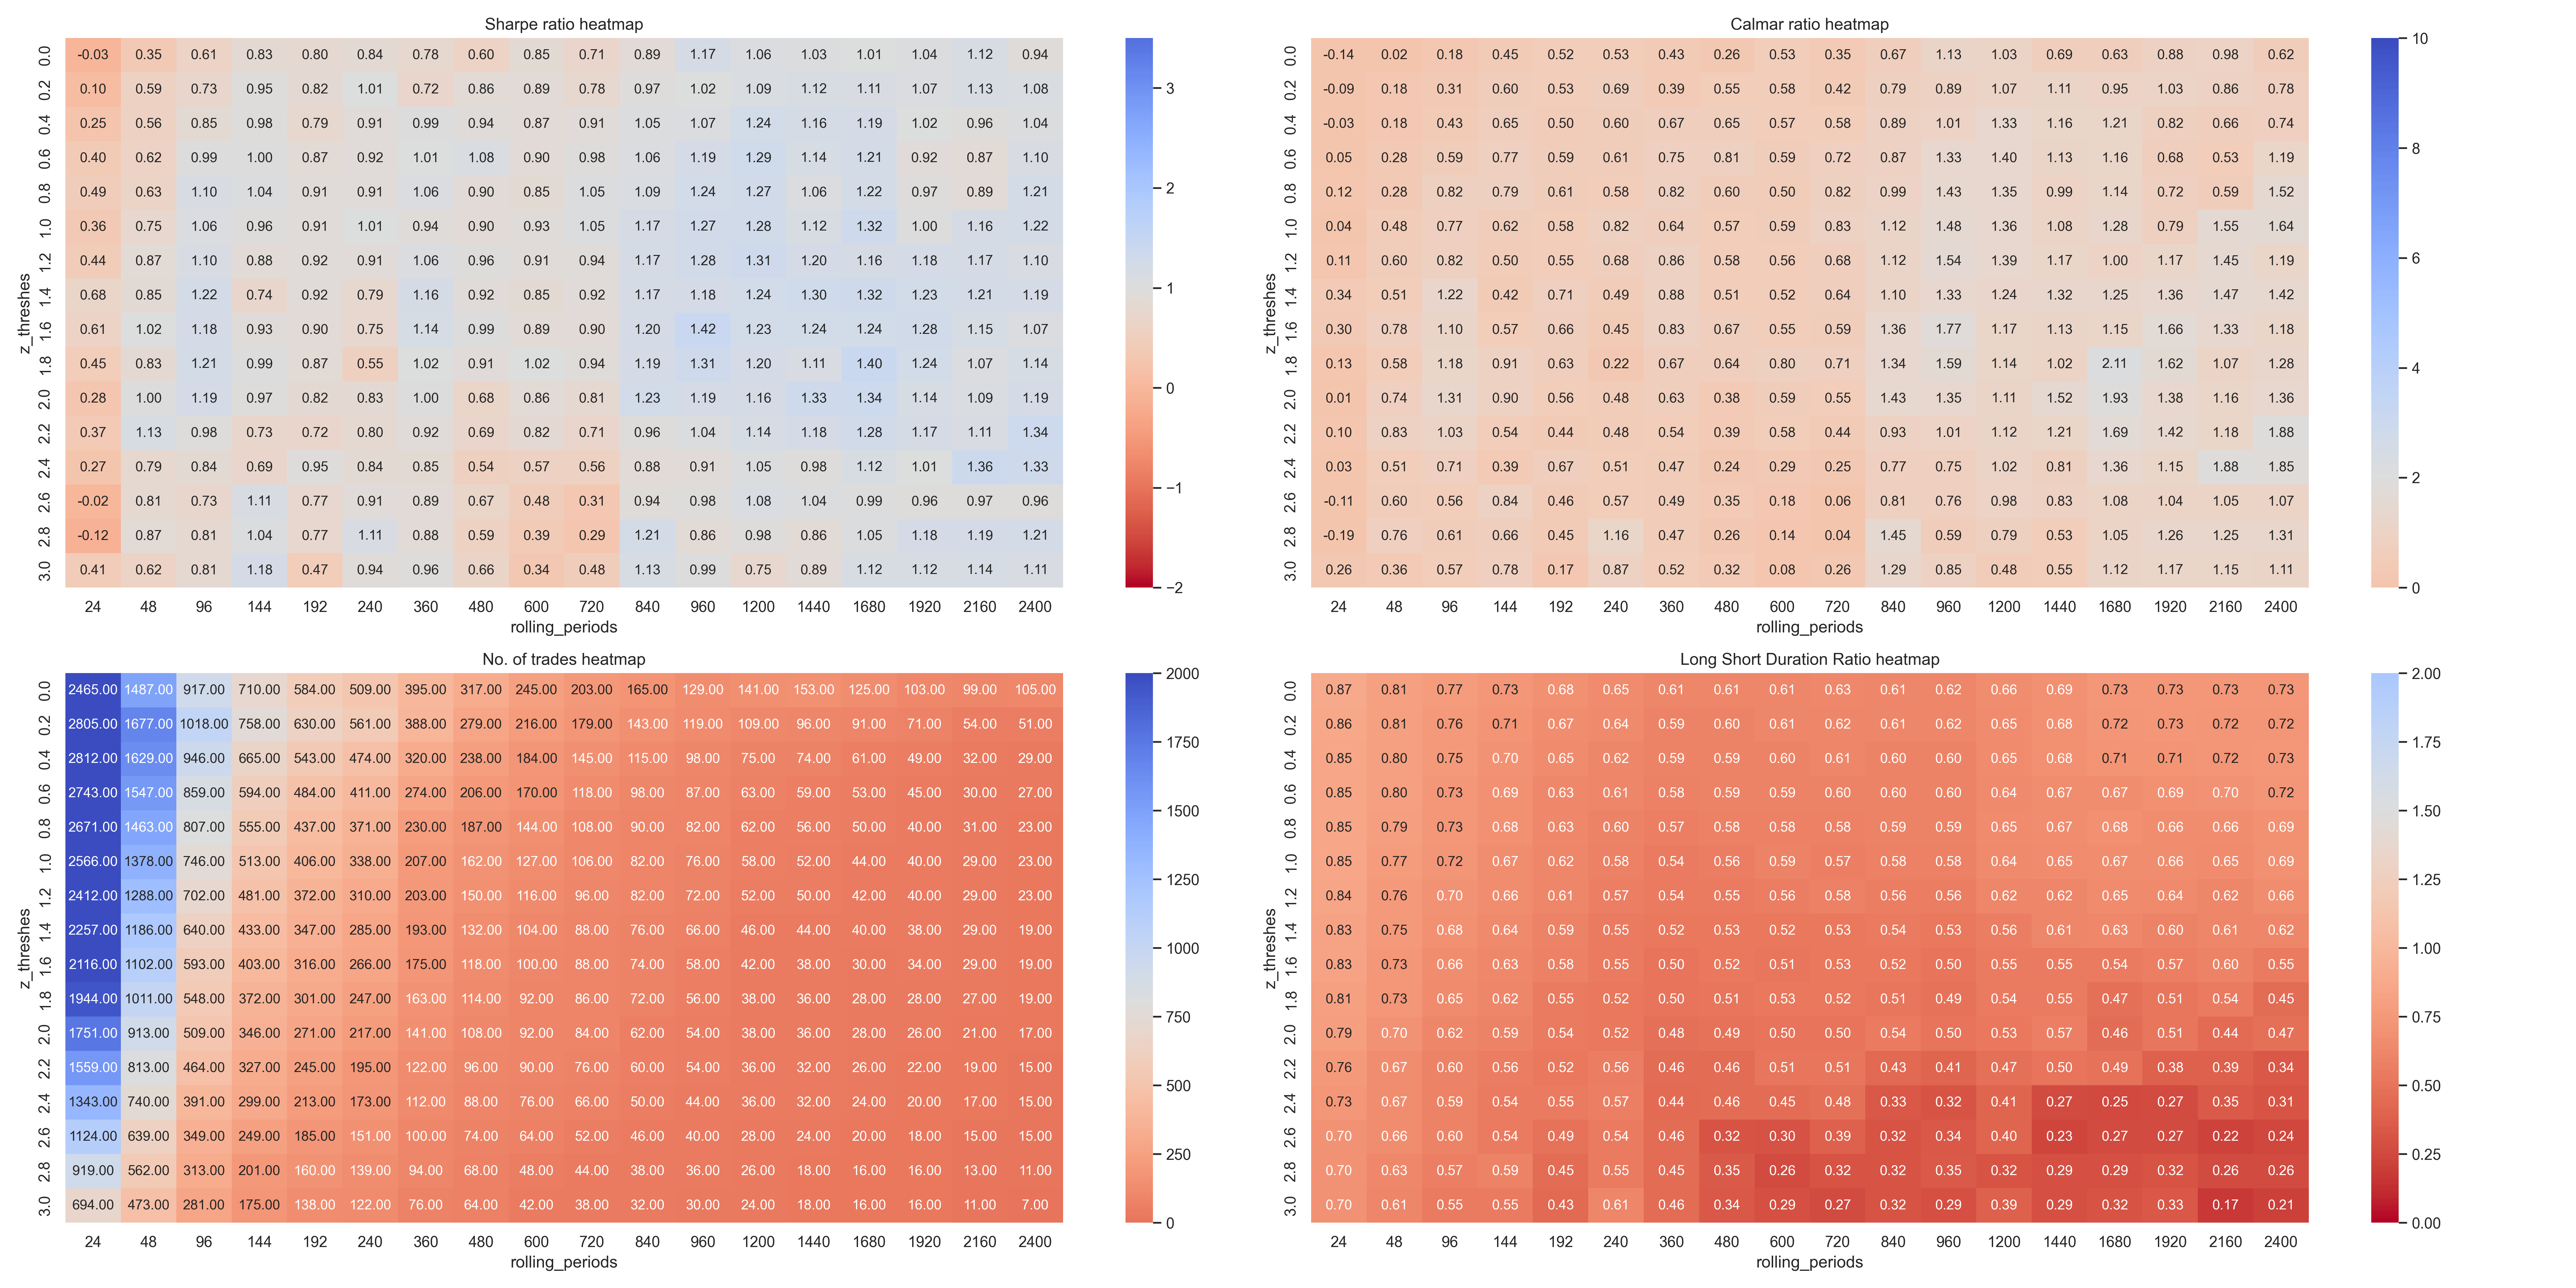 Sharpe ratio heatmap
0.0 -0.03 0.35 0.61 0.83 0.80 0.84 0.78 0.60 0.85 0.71 0.89 1.17 1.06 1.03 1.01 1.04 1.12 0.94
0.2 0.10 0.59 0.73 0.95 0.82 1.01 0.72 0.86 0.89 0.78 0.97 1.02 1.09 1.12 1.11 1.07 1.13 1.08
0.4 0.25 0.56 0.85 0.98 0.79 0.91 0.99 0.94 0.87 0.91 1.05 1.07 1.24 1.16 1.19 1.02 0.96 1.04
0.6 0.40 0.62 0.99 1.00 0.87 0.92 1.01 1.08 0.90 0.98 1.06 1.19 1.29 1.14 1.21 0.92 0.87 1.10
0.8 0.49 0.63 1.10 1.04 0.91 0.91 1.06 0.90 0.85 1.05 1.09 1.24 1.27 1.06 1.22 0.97 0.89 1.21
1.0 0.36 0.75 1.06 0.96 0.91 1.01 0.94 0.90 0.93 1.05 1.17 1.27 1.28 1.12 1.32 1.00 1.16 1.22
1.2 0.44 0.87 1.10 0.88 0.92 0.91 1.06 0.96 0.91 0.94 1.17 1.28 1.31 1.20 1.16 1.18 1.17 1.10
1.4 0.68 0.85 1.22 0.74 0.92 0.79 1.16 0.92 0.85 0.92 1.17 1.18 1.24 1.30 1.32 1.23 1.21 1.19
1.6 0.61 1.02 1.18 0.93 0.90 0.75 1.14 0.99 0.89 0.90 1.20 1.42 1.23 1.24 1.24 1.28 1.15 1.07
1.8 0.45 0.83 1.21 0.99 0.87 0.55 1.02 0.91 1.02 0.94 1.19 1.31 1.20 1.11 1.40 1.24 1.07 1.14
2.0 0.28 1.00 1.19 0.97 0.82 0.83 1.00 0.68 0.86 0.81 1.23 1.19 1.16 1.33 1.34 1.14 1.09 1.19
2.2 0.37 1.13 0.98 0.73 0.72 0.80 0.92 0.69 0.82 0.71 0.96 1.04 1.14 1.18 1.28 1.17 1.11 1.34
2.4 0.27 0.79 0.84 0.69 0.95 0.84 0.85 0.54 0.57 0.56 0.88 0.91 1.05 0.98 1.12 1.01 1.36 1.33
2.6 -0.02 0.81 0.73 1.11 0.77 0.91 0.89 0.67 0.48 0.31 0.94 0.98 1.08 1.04 0.99 0.96 0.97 0.96
2.8 -0.12 0.87 0.81 1.04 0.77 1.11 0.88 0.59 0.39 0.29 1.21 0.86 0.98 0.86 1.05 1.18 1.19 1.21
3.0 0.41 0.62 0.81 1.18 0.47 0.94 0.96 0.66 0.34 0.48 1.13 0.99 0.75 0.89 1.12 1.12 1.14 1.11
24 48 96 144 192 240 360 480 600 720 840 960 1200 1440 1680 1920 2160 2400
rolling_periods
z_threshes
3
2
1
0
−1
−2
Calmar ratio heatmap
0.0 -0.14 0.02 0.18 0.45 0.52 0.53 0.43 0.26 0.53 0.35 0.67 1.13 1.03 0.69 0.63 0.88 0.98 0.62
0.2 -0.09 0.18 0.31 0.60 0.53 0.69 0.39 0.55 0.58 0.42 0.79 0.89 1.07 1.11 0.95 1.03 0.86 0.78
0.4 -0.03 0.18 0.43 0.65 0.50 0.60 0.67 0.65 0.57 0.58 0.89 1.01 1.33 1.16 1.21 0.82 0.66 0.74
0.6 0.05 0.28 0.59 0.77 0.59 0.61 0.75 0.81 0.59 0.72 0.87 1.33 1.40 1.13 1.16 0.68 0.53 1.19
0.8 0.12 0.28 0.82 0.79 0.61 0.58 0.82 0.60 0.50 0.82 0.99 1.43 1.35 0.99 1.14 0.72 0.59 1.52
1.0 0.04 0.48 0.77 0.62 0.58 0.82 0.64 0.57 0.59 0.83 1.12 1.48 1.36 1.08 1.28 0.79 1.55 1.64
1.2 0.11 0.60 0.82 0.50 0.55 0.68 0.86 0.58 0.56 0.68 1.12 1.54 1.39 1.17 1.00 1.17 1.45 1.19
1.4 0.34 0.51 1.22 0.42 0.71 0.49 0.88 0.51 0.52 0.64 1.10 1.33 1.24 1.32 1.25 1.36 1.47 1.42
1.6 0.30 0.78 1.10 0.57 0.66 0.45 0.83 0.67 0.55 0.59 1.36 1.77 1.17 1.13 1.15 1.66 1.33 1.18
1.8 0.13 0.58 1.18 0.91 0.63 0.22 0.67 0.64 0.80 0.71 1.34 1.59 1.14 1.02 2.11 1.62 1.07 1.28
2.0 0.01 0.74 1.31 0.90 0.56 0.48 0.63 0.38 0.59 0.55 1.43 1.35 1.11 1.52 1.93 1.38 1.16 1.36
2.2 0.10 0.83 1.03 0.54 0.44 0.48 0.54 0.39 0.58 0.44 0.93 1.01 1.12 1.21 1.69 1.42 1.18 1.88
2.4 0.03 0.51 0.71 0.39 0.67 0.51 0.47 0.24 0.29 0.25 0.77 0.75 1.02 0.81 1.36 1.15 1.88 1.85
2.6 -0.11 0.60 0.56 0.84 0.46 0.57 0.49 0.35 0.18 0.06 0.81 0.76 0.98 0.83 1.08 1.04 1.05 1.07
2.8 -0.19 0.76 0.61 0.66 0.45 1.16 0.47 0.26 0.14 0.04 1.45 0.59 0.79 0.53 1.05 1.26 1.25 1.31
3.0 0.26 0.36 0.57 0.78 0.17 0.87 0.52 0.32 0.08 0.26 1.29 0.85 0.48 0.55 1.12 1.17 1.15 1.11
24 48 96 144 192 240 360 480 600 720 840 960 1200 1440 1680 1920 2160 2400
rolling_periods
z_threshes
10
8
6
4
2
0
No. of trades heatmap
0.0 2465.00 1487.00 917.00 710.00 584.00 509.00 395.00 317.00 245.00 203.00 165.00 129.00 141.00 153.00 125.00 103.00 99.00 105.00
0.2 2805.00 1677.00 1018.00 758.00 630.00 561.00 388.00 279.00 216.00 179.00 143.00 119.00 109.00 96.00 91.00 71.00 54.00 51.00
0.4 2812.00 1629.00 946.00 665.00 543.00 474.00 320.00 238.00 184.00 145.00 115.00 98.00 75.00 74.00 61.00 49.00 32.00 29.00
0.6 2743.00 1547.00 859.00 594.00 484.00 411.00 274.00 206.00 170.00 118.00 98.00 87.00 63.00 59.00 53.00 45.00 30.00 27.00
0.8 2671.00 1463.00 807.00 555.00 437.00 371.00 230.00 187.00 144.00 108.00 90.00 82.00 62.00 56.00 50.00 40.00 31.00 23.00
1.0 2566.00 1378.00 746.00 513.00 406.00 338.00 207.00 162.00 127.00 106.00 82.00 76.00 58.00 52.00 44.00 40.00 29.00 23.00
1.2 2412.00 1288.00 702.00 481.00 372.00 310.00 203.00 150.00 116.00 96.00 82.00 72.00 52.00 50.00 42.00 40.00 29.00 23.00
1.4 2257.00 1186.00 640.00 433.00 347.00 285.00 193.00 132.00 104.00 88.00 76.00 66.00 46.00 44.00 40.00 38.00 29.00 19.00
1.6 2116.00 1102.00 593.00 403.00 316.00 266.00 175.00 118.00 100.00 88.00 74.00 58.00 42.00 38.00 30.00 34.00 29.00 19.00
1.8 1944.00 1011.00 548.00 372.00 301.00 247.00 163.00 114.00 92.00 86.00 72.00 56.00 38.00 36.00 28.00 28.00 27.00 19.00
2.0 1751.00 913.00 509.00 346.00 271.00 217.00 141.00 108.00 92.00 84.00 62.00 54.00 38.00 36.00 28.00 26.00 21.00 17.00
2.2 1559.00 813.00 464.00 327.00 245.00 195.00 122.00 96.00 90.00 76.00 60.00 54.00 36.00 32.00 26.00 22.00 19.00 15.00
2.4 1343.00 740.00 391.00 299.00 213.00 173.00 112.00 88.00 76.00 66.00 50.00 44.00 36.00 32.00 24.00 20.00 17.00 15.00
2.6 1124.00 639.00 349.00 249.00 185.00 151.00 100.00 74.00 64.00 52.00 46.00 40.00 28.00 24.00 20.00 18.00 15.00 15.00
2.8 919.00 562.00 313.00 201.00 160.00 139.00 94.00 68.00 48.00 44.00 38.00 36.00 26.00 18.00 16.00 16.00 13.00 11.00
3.0 694.00 473.00 281.00 175.00 138.00 122.00 76.00 64.00 42.00 38.00 32.00 30.00 24.00 18.00 16.00 16.00 11.00 7.00
24 48 96 144 192 240 360 480 600 720 840 960 1200 1440 1680 1920 2160 2400
rolling_periods
z_threshes
2000
1750
1500
1250
1000
750
500
250
0
Long Short Duration Ratio heatmap
0.0 0.87 0.81 0.77 0.73 0.68 0.65 0.61 0.61 0.61 0.63 0.61 0.62 0.66 0.69 0.73 0.73 0.73 0.73
0.2 0.86 0.81 0.76 0.71 0.67 0.64 0.59 0.60 0.61 0.62 0.61 0.62 0.65 0.68 0.72 0.73 0.72 0.72
0.4 0.85 0.80 0.75 0.70 0.65 0.62 0.59 0.59 0.60 0.61 0.60 0.60 0.65 0.68 0.71 0.71 0.72 0.73
0.6 0.85 0.80 0.73 0.69 0.63 0.61 0.58 0.59 0.59 0.60 0.60 0.60 0.64 0.67 0.67 0.69 0.70 0.72
0.8 0.85 0.79 0.73 0.68 0.63 0.60 0.57 0.58 0.58 0.58 0.59 0.59 0.65 0.67 0.68 0.66 0.66 0.69
1.0 0.85 0.77 0.72 0.67 0.62 0.58 0.54 0.56 0.59 0.57 0.58 0.58 0.64 0.65 0.67 0.66 0.65 0.69
1.2 0.84 0.76 0.70 0.66 0.61 0.57 0.54 0.55 0.56 0.58 0.56 0.56 0.62 0.62 0.65 0.64 0.62 0.66
1.4 0.83 0.75 0.68 0.64 0.59 0.55 0.52 0.53 0.52 0.54 0.53 0.53 0.56 0.61 0.63 0.60 0.61 0.62
1.6 0.83 0.73 0.66 0.63 0.58 0.55 0.50 0.52 0.51 0.53 0.52 0.50 0.55 0.55 0.54 0.57 0.60 0.55
1.8 0.81 0.73 0.65 0.62 0.55 0.52 0.50 0.51 0.53 0.52 0.51 0.49 0.54 0.55 0.47 0.51 0.54 0.45
2.0 0.79 0.70 0.62 0.59 0.54 0.52 0.48 0.49 0.50 0.50 0.54 0.50 0.53 0.57 0.46 0.51 0.44 0.47
2.2 0.76 0.67 0.60 0.56 0.52 0.56 0.46 0.46 0.51 0.51 0.43 0.41 0.47 0.50 0.49 0.38 0.39 0.34
2.4 0.73 0.67 0.59 0.54 0.55 0.57 0.44 0.46 0.45 0.48 0.33 0.32 0.41 0.27 0.25 0.27 0.35 0.31
2.6 0.70 0.66 0.60 0.54 0.49 0.54 0.46 0.32 0.30 0.39 0.32 0.34 0.40 0.23 0.27 0.27 0.22 0.24
2.8 0.70 0.63 0.57 0.59 0.45 0.55 0.45 0.35 0.26 0.32 0.32 0.35 0.32 0.29 0.29 0.32 0.26 0.26
3.0 0.70 0.61 0.55 0.55 0.43 0.61 0.46 0.34 0.29 0.27 0.32 0.29 0.39 0.29 0.32 0.33 0.17 0.21
24 48 96 144 192 240 360 480 600 720 840 960 1200 1440 1680 1920 2160 2400
rolling_periods
z_threshes
2.00
1.75
1.50
1.25
1.00
0.75
0.50
0.25
0.00